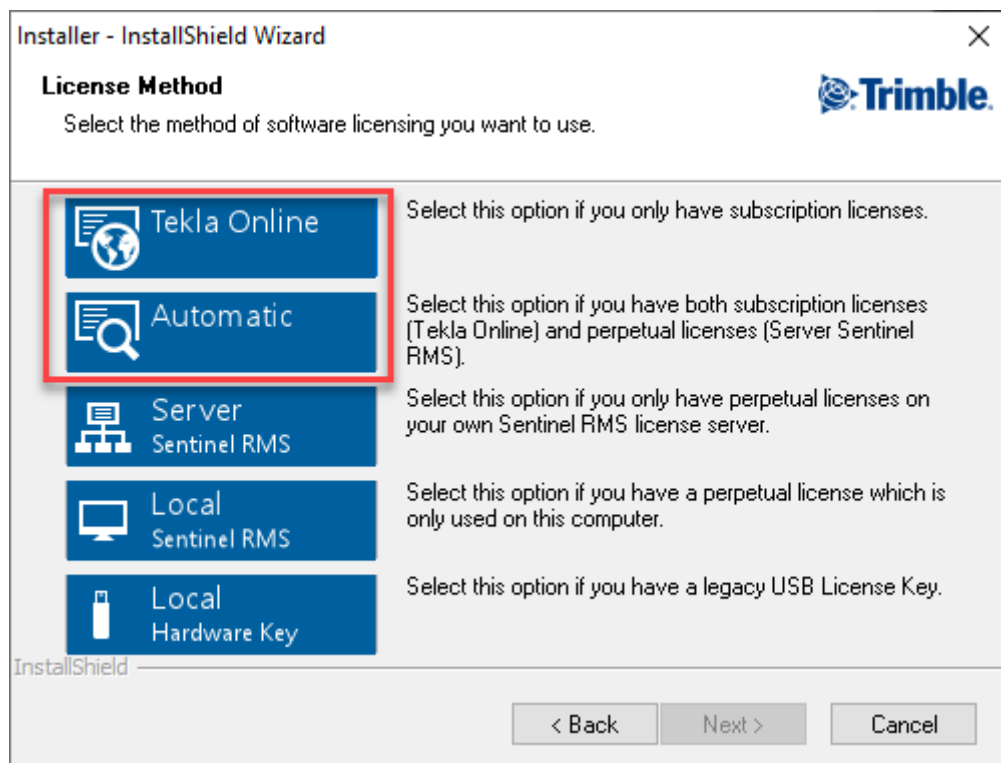 Installer - InstallShield Wizard
License Method
Trimble.
Select the method of software licensing you want to use.
Tekla Online
Select this option if you only have subscription licenses.
Automatic
Select this option if you have both subscription licenses
(Tekla Online) and perpetual licenses (Server Sentinel
RMS).
Server
Sentinel RMS
Select this option if you only have perpetual licenses on
your own Sentinel RMS license server.
Local
Sentinel RMS
Select this option if you have a perpetual license which is
only used on this computer.
Local
Hardware Key
Select this option if you have a legacy USB License Key.
InstallShield
< Back
Next >
Cancel